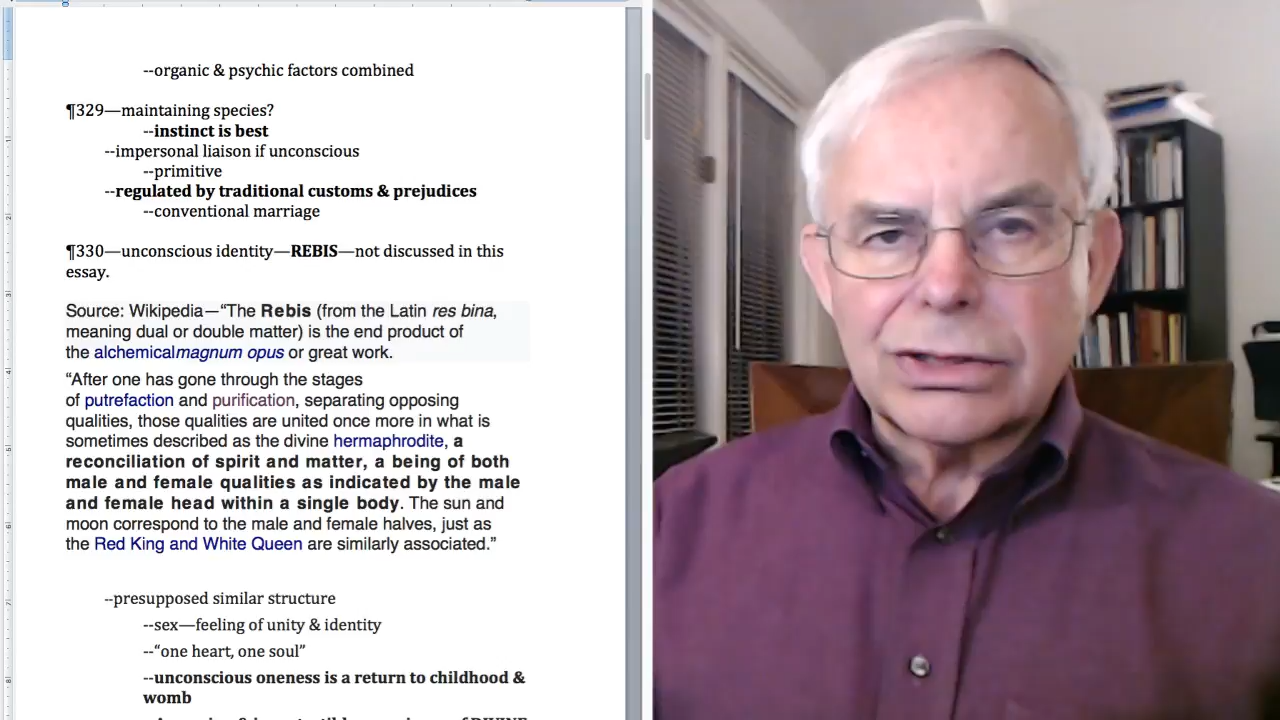 --organic & psychic factors combined
¶329—maintaining species?
--instinct is best
--impersonal liaison if unconscious
--primitive
--regulated by traditional customs & prejudices
--conventional marriage
¶330—unconscious identity—REBIS—not discussed in this
essay.
Source: Wikipedia—“The Rebis (from the Latin res bina,
meaning dual or double matter) is the end product of
the alchemicalmagnum opus or great work.
“After one has gone through the stages
of putrefaction and purification, separating opposing
qualities, those qualities are united once more in what is
sometimes described as the divine hermaphrodite, a
reconciliation of spirit and matter, a being of both
male and female qualities as indicated by the male
and female head within a single body. The sun and
moon correspond to the male and female halves, just as
the Red King and White Queen are similarly associated.”
--presupposed similar structure
--sex—feeling of unity & identity
--“one heart, one soul”
--unconscious oneness is a return to childhood &
womb